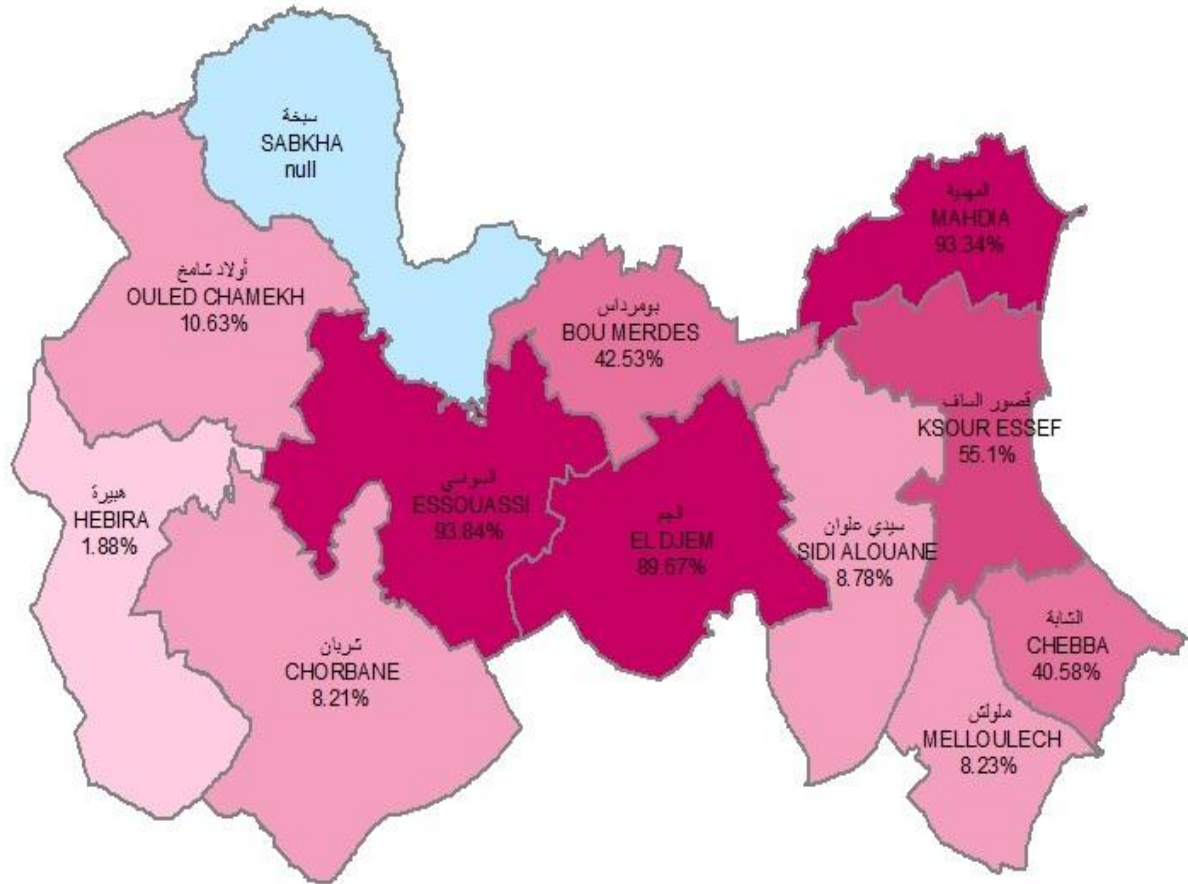 سبخة
SABKHA
null
المهدية
MAHDIA
93.34%
أولاد شامخ
OULED CHAMEKH
10.63%
بومرداس
BOU MERDES
42.53%
قصور الساف
KSOUR ESSEF
55.1%
هبيرة
HEBIRA
1.88%
السواسي
ESSOUASSI
93.84%
الجم
EL DJEM
89.67%
سيدي علوان
SIDI ALOUANE
8.78%
الشابة
CHEBBA
40.58%
شربان
CHORBANE
8.21%
ملولش
MELLOULECH
8.23%